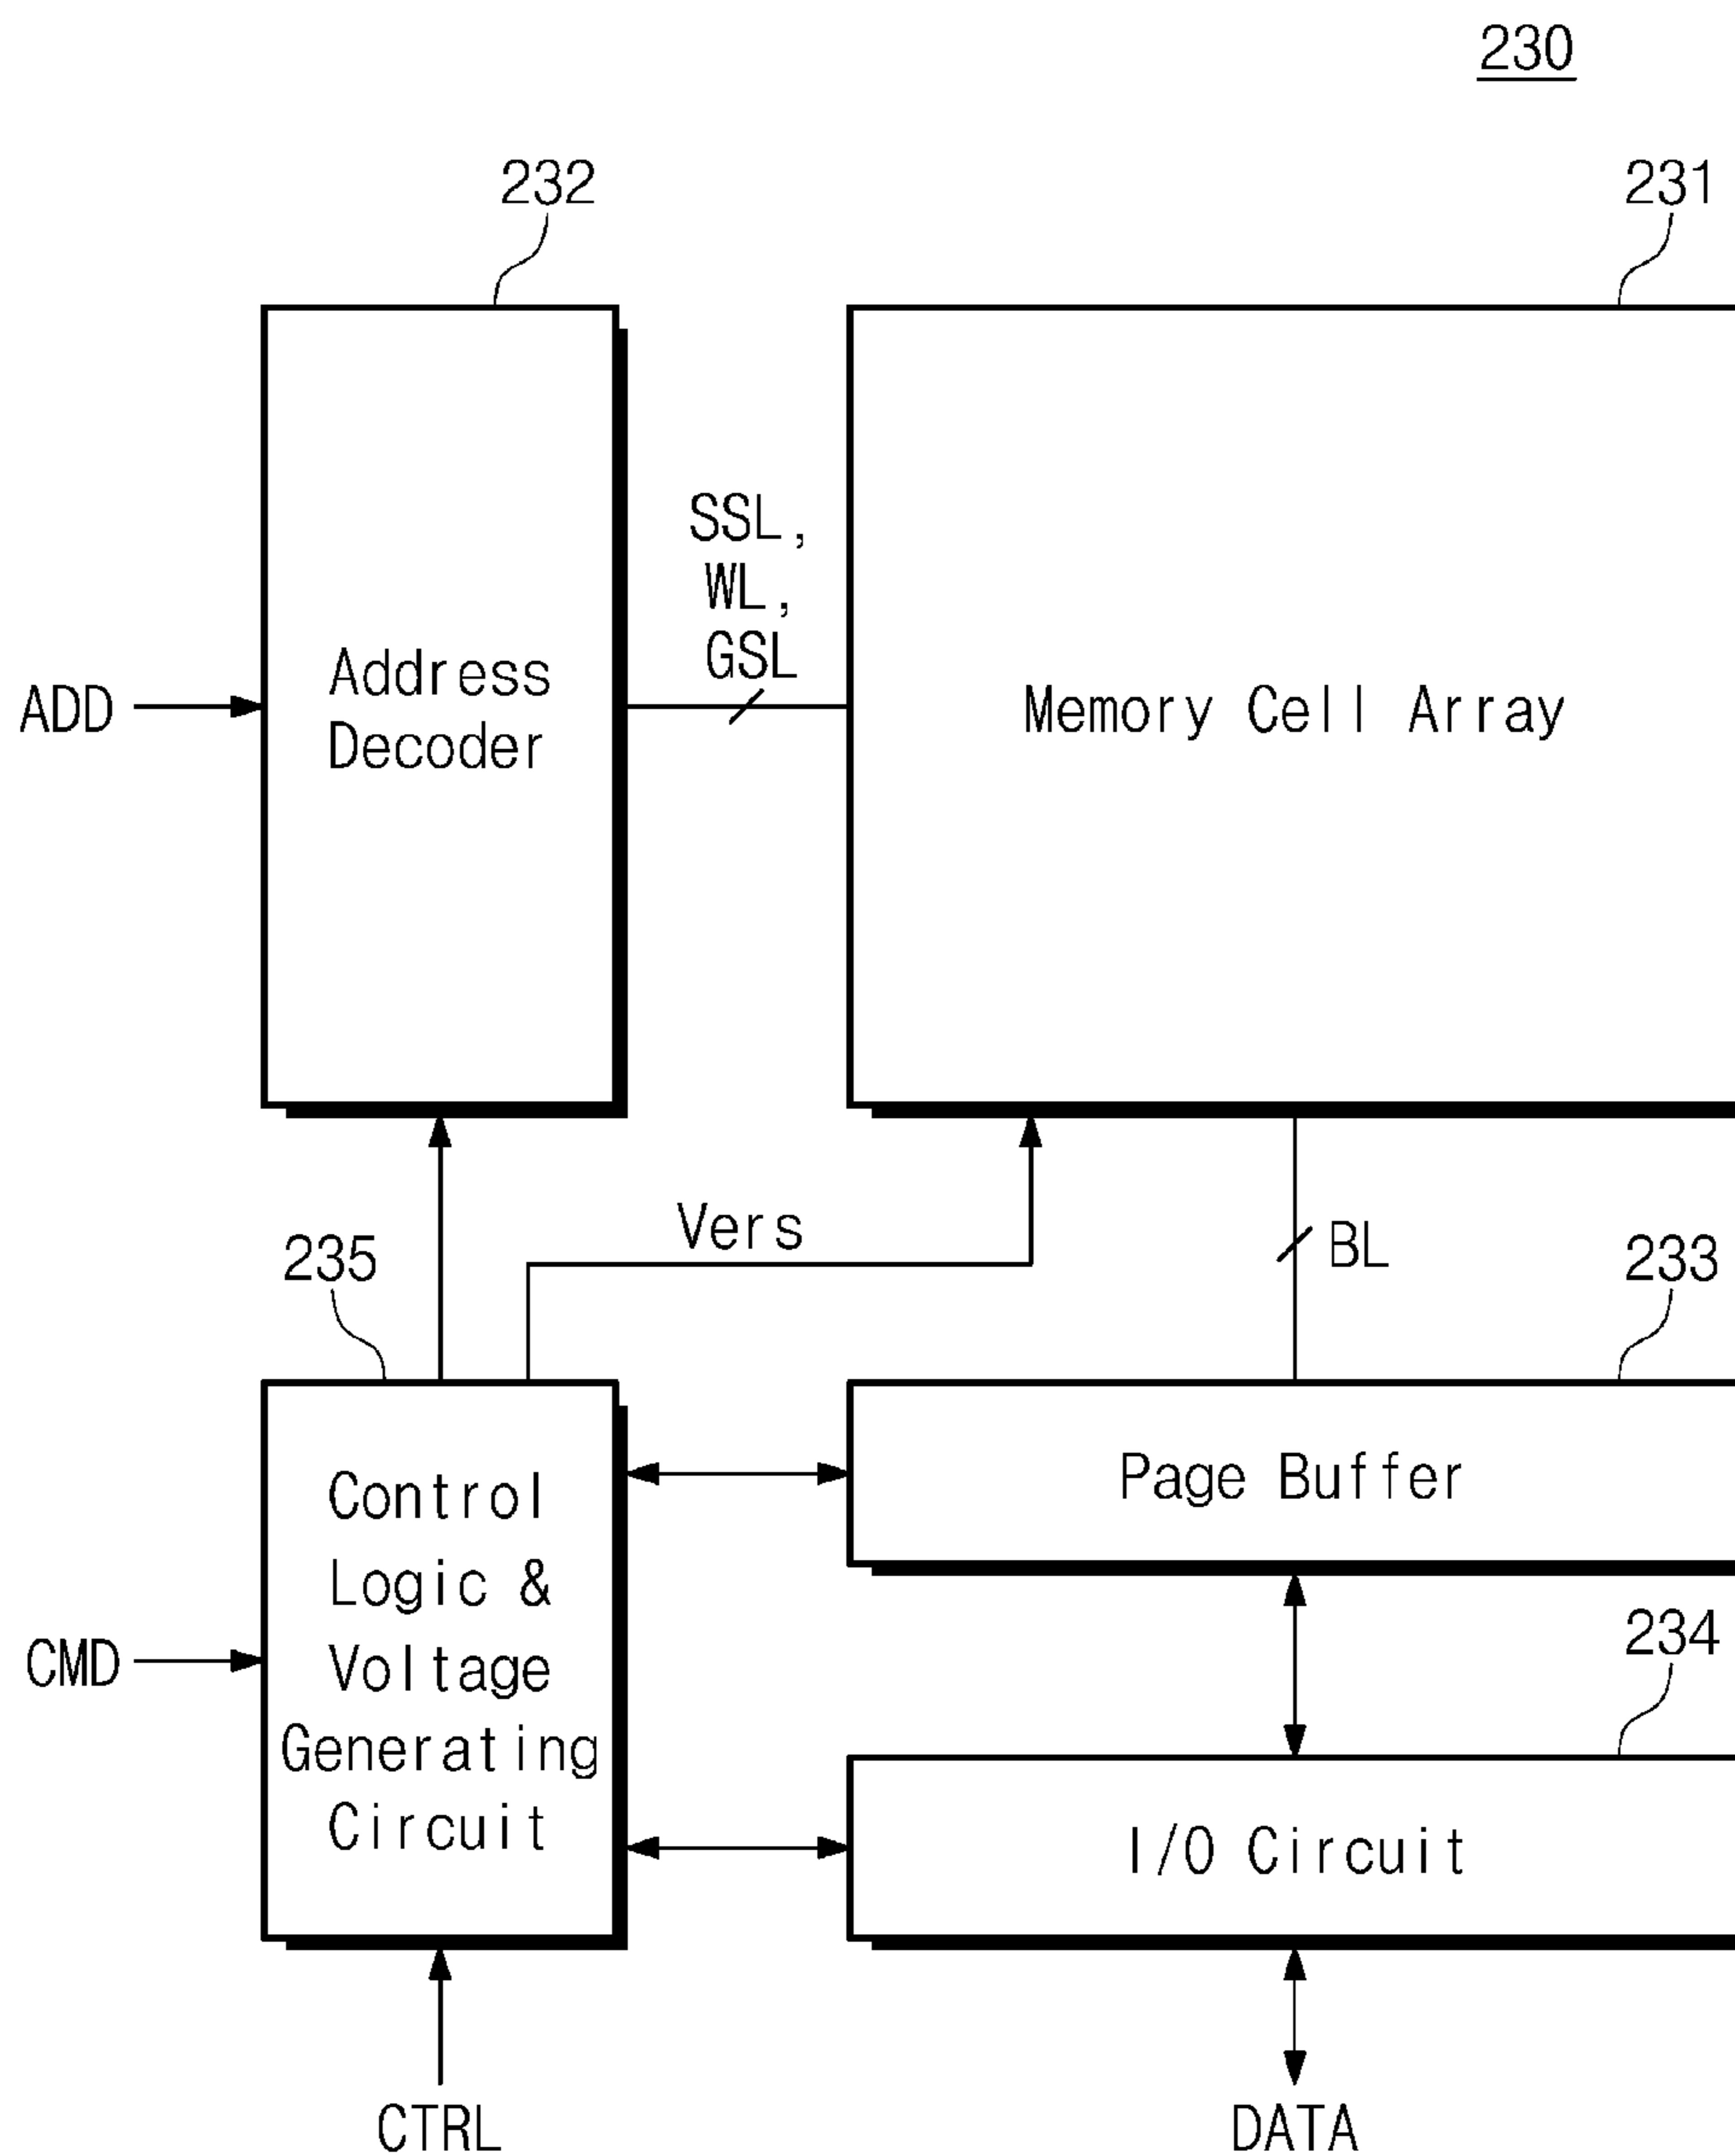 230
232
231
SSL,
WL,
GSL
Address
Decoder
ADD
Memory Cell Array
Vers
BL
235
233
Control
Logic &
Voltage
Generating
Circuit
Page Buffer
CMD
234
I/O Circuit
CTRL
DATA